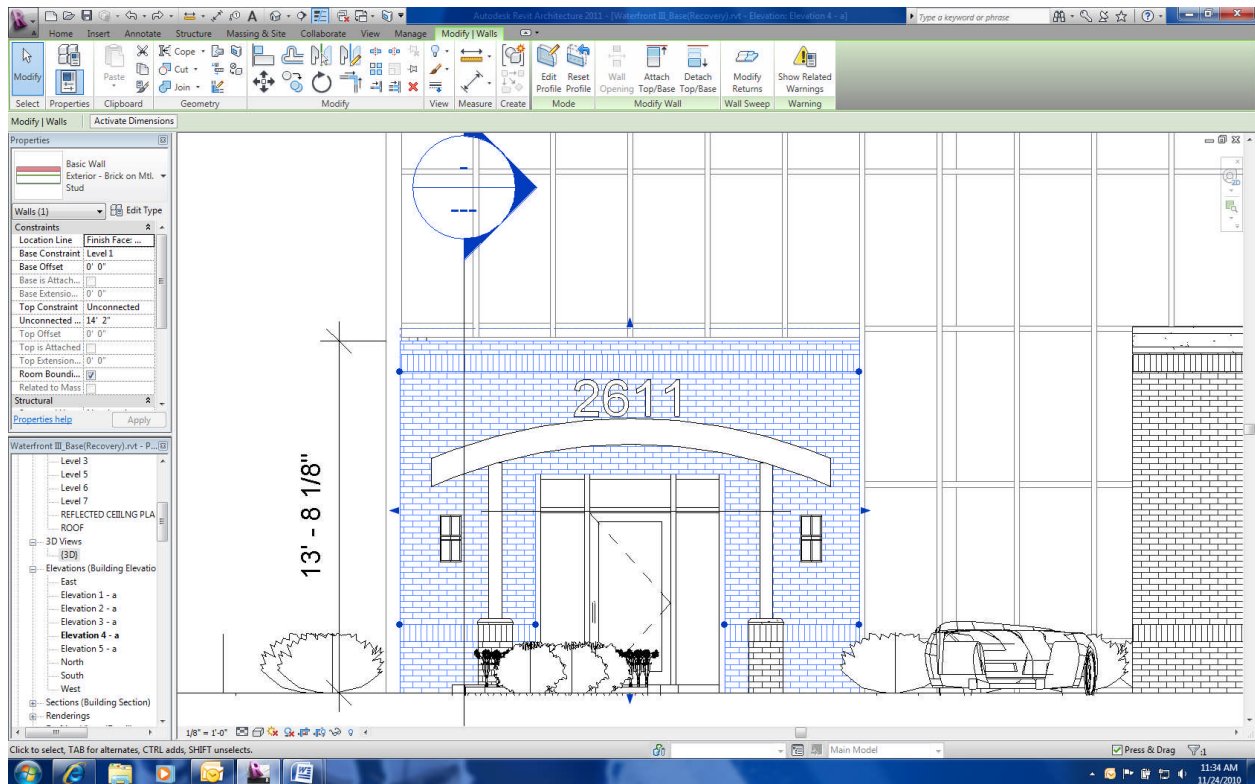 Autodesk Revit Architecture 2011 - [Waterfront III_Base(Recovery).rvt - Elevation: Elevation 4 - a]
Type a keyword or phrase
Home Insert Annotate Structure Massing & Site Collaborate View Manage Modify | Walls
Modify
Paste
Cope
Cut
Join
Edit Profile
Reset Profile
Wall Opening
Attach Top/Base
Detach Top/Base
Modify Returns
Show Related Warnings
Select Properties Clipboard Geometry Modify View Measure Create Mode Modify Wall Wall Sweep Warning
Modify | Walls Activate Dimensions
Properties
Basic Wall
Exterior - Brick on Mtl.
Stud
Walls (1) Edit Type
Constraints
Location Line Finish Face: ...
Base Constraint Level 1
Base Offset 0' 0"
Base is Attach...
Base Extensio... 0' 0"
Top Constraint Unconnected
Unconnected ... 14' 2"
Top Offset 0' 0"
Top is Attached
Top Extension... 0' 0"
Room Boundi...
Related to Mass
Structural
Properties help Apply
Waterfront III_Base(Recovery).rvt - P...
Level 3
Level 5
Level 6
Level 7
REFLECTED CEEILNG PLA
ROOF
3D Views
{3D}
Elevations (Building Elevatio
East
Elevation 1 - a
Elevation 2 - a
Elevation 3 - a
Elevation 4 - a
Elevation 5 - a
North
South
West
Sections (Building Section)
Renderings
2D
13' - 8 1/8"
2611
1/8" = 1'-0"
Click to select, TAB for alternates, CTRL adds, SHIFT unselects.
Main Model
Press & Drag
:1
11:34 AM
11/24/2010